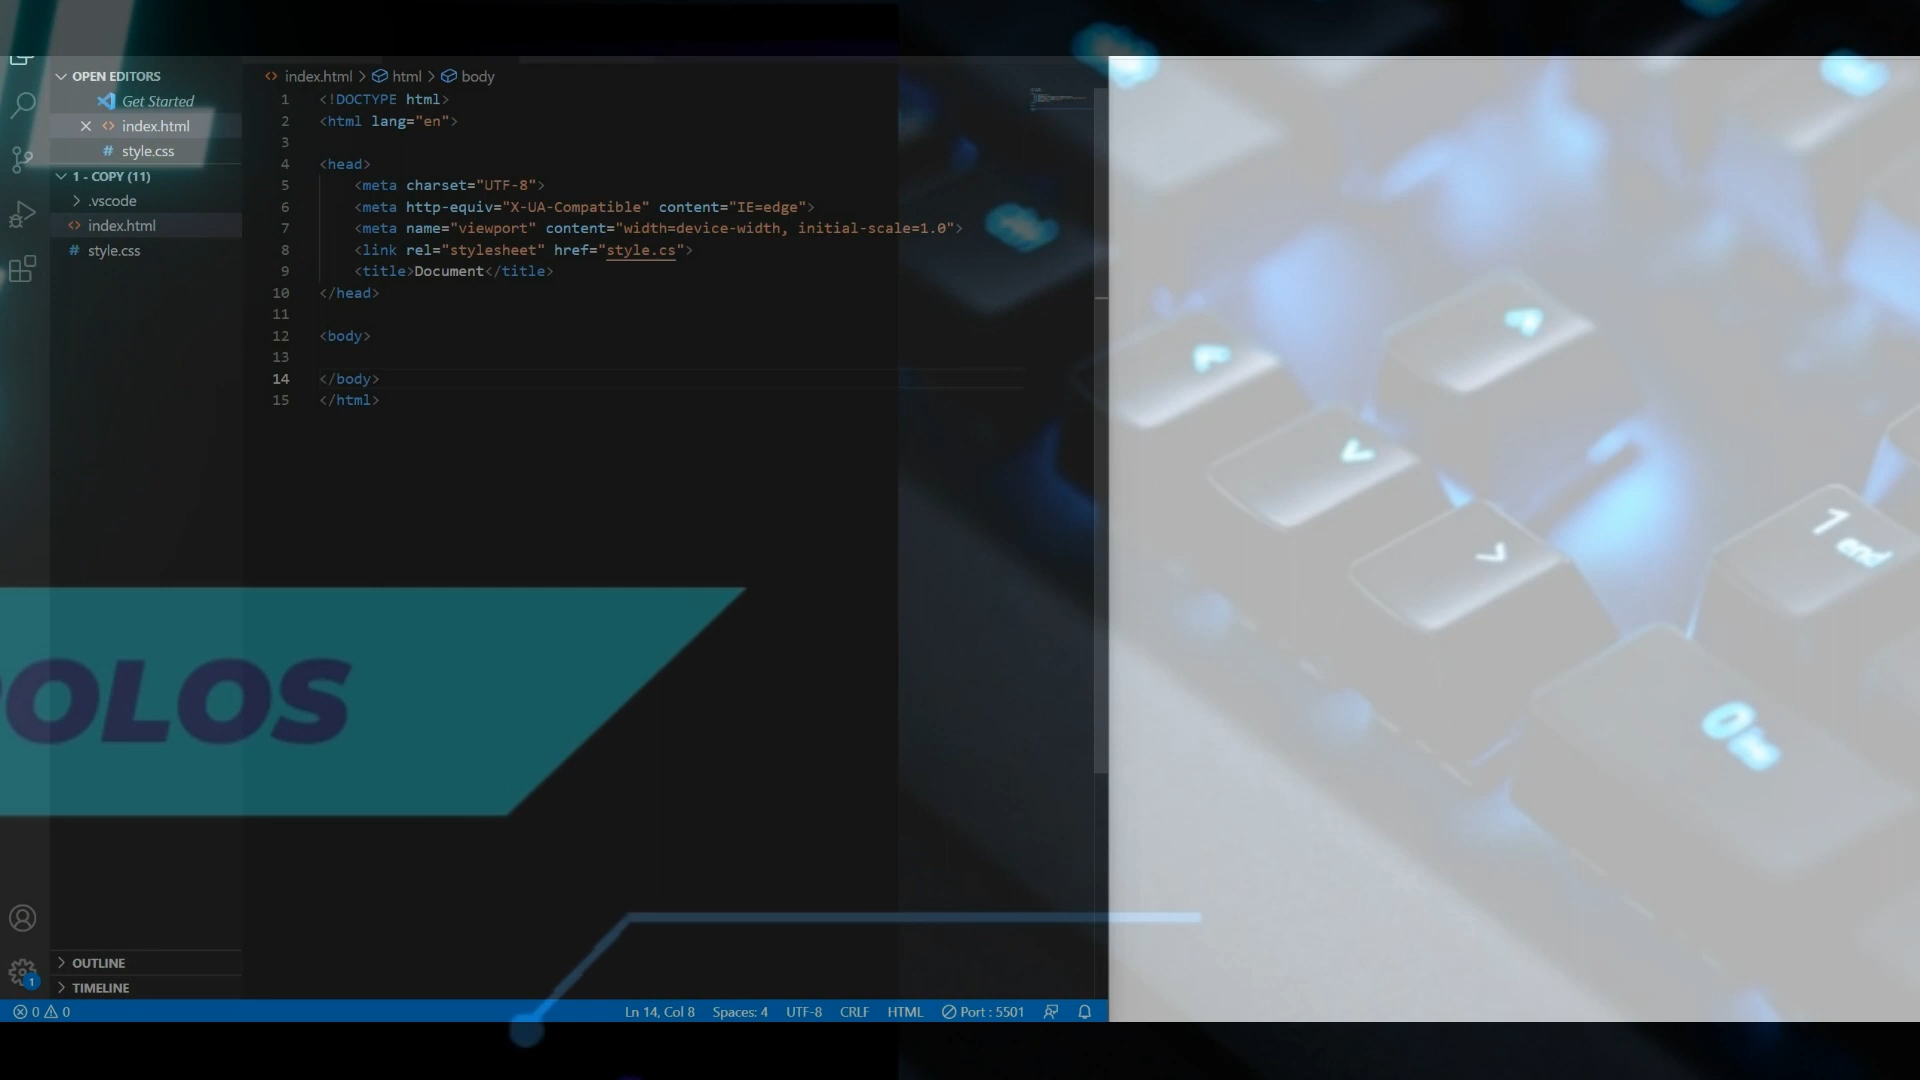 OPEN EDITORS
Get Started
index.html
style.css
1 - COPY (11)
.vscode
index.html
style.css
index.html > html > body
1 <!DOCTYPE html>
2 <html lang="en">
3
4 <head>
5 <meta charset="UTF-8">
6 <meta http-equiv="X-UA-Compatible" content="IE=edge">
7 <meta name="viewport" content="width=device-width, initial-scale=1.0">
8 <link rel="stylesheet" href="style.cs">
9 <title>Document</title>
10 </head>
11
12 <body>
13
14 </body>
15 </html>
1 end
0
OLOS
OUTLINE
TIMELINE
1
0 0
Ln 14, Col 8 Spaces: 4 UTF-8 CRLF HTML Port : 5501